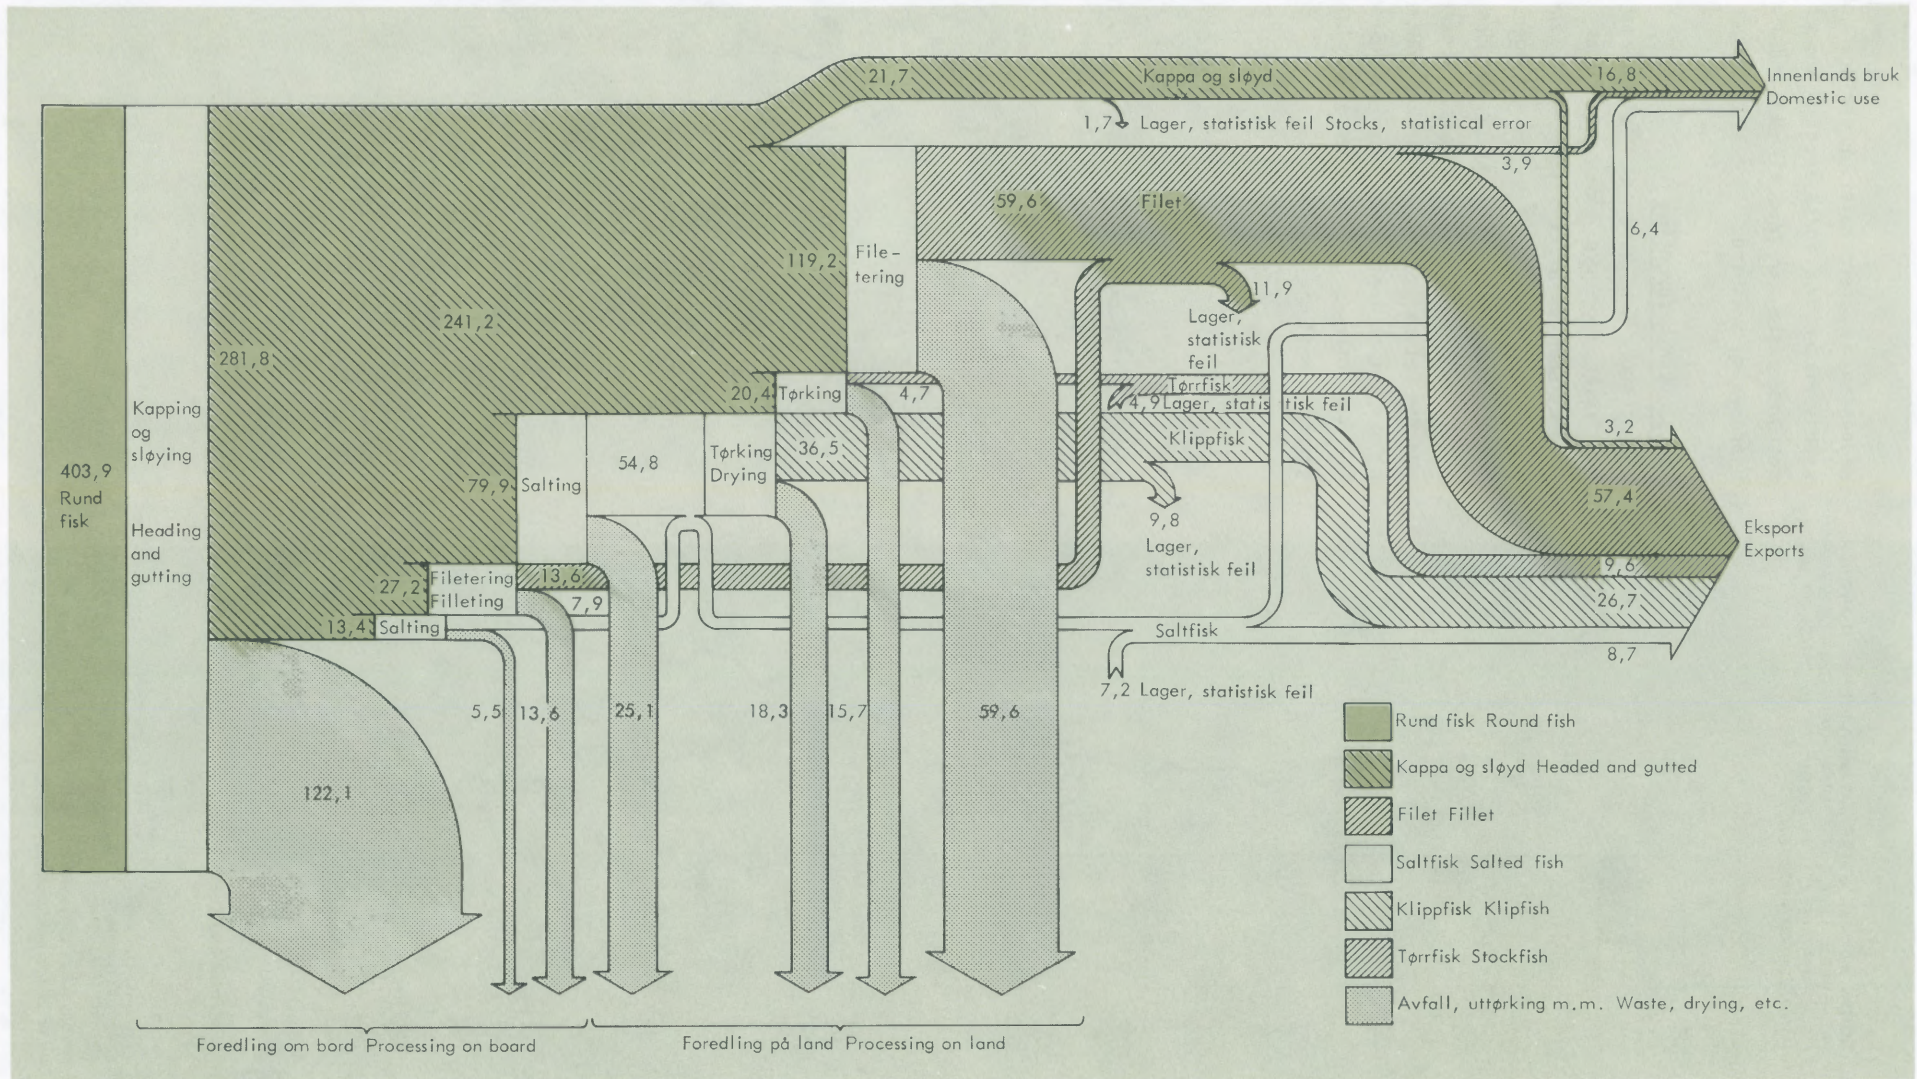 21,7
Kappa og sløyd
16,8
Innenlands bruk
Domestic use
1,7
Lager, statistisk feil Stocks, statistical error
3,9
59,6
Filet
6,4
119,2
File-
tering
11,9
Lager,
statistisk
feil
241,2
281,8
20,4
Tørking
4,7
Tørrfisk
4,9
Lager, statistisk feil
Kapping
og
sløying
403,9
Rund
fisk
Heading
and
gutting
79,9
Salting
54,8
Tørking
Drying
36,5
Klippfisk
3,2
57,4
9,8
Lager,
statistisk feil
Eksport
Exports
27,2
Filetering
Filleting
13,6
7,9
9,6
26,7
13,4
Salting
Saltfisk
8,7
7,2 Lager, statistisk feil
5,5
13,6
25,1
18,3
15,7
59,6
122,1
Rund fisk Round fish
Kappa og sløyd Headed and gutted
Filet Fillet
Saltfisk Salted fish
Klippfisk Klipfish
Tørrfisk Stockfish
Avfall, uttørking m.m. Waste, drying, etc.
Foredling om bord Processing on board
Foredling på land Processing on land